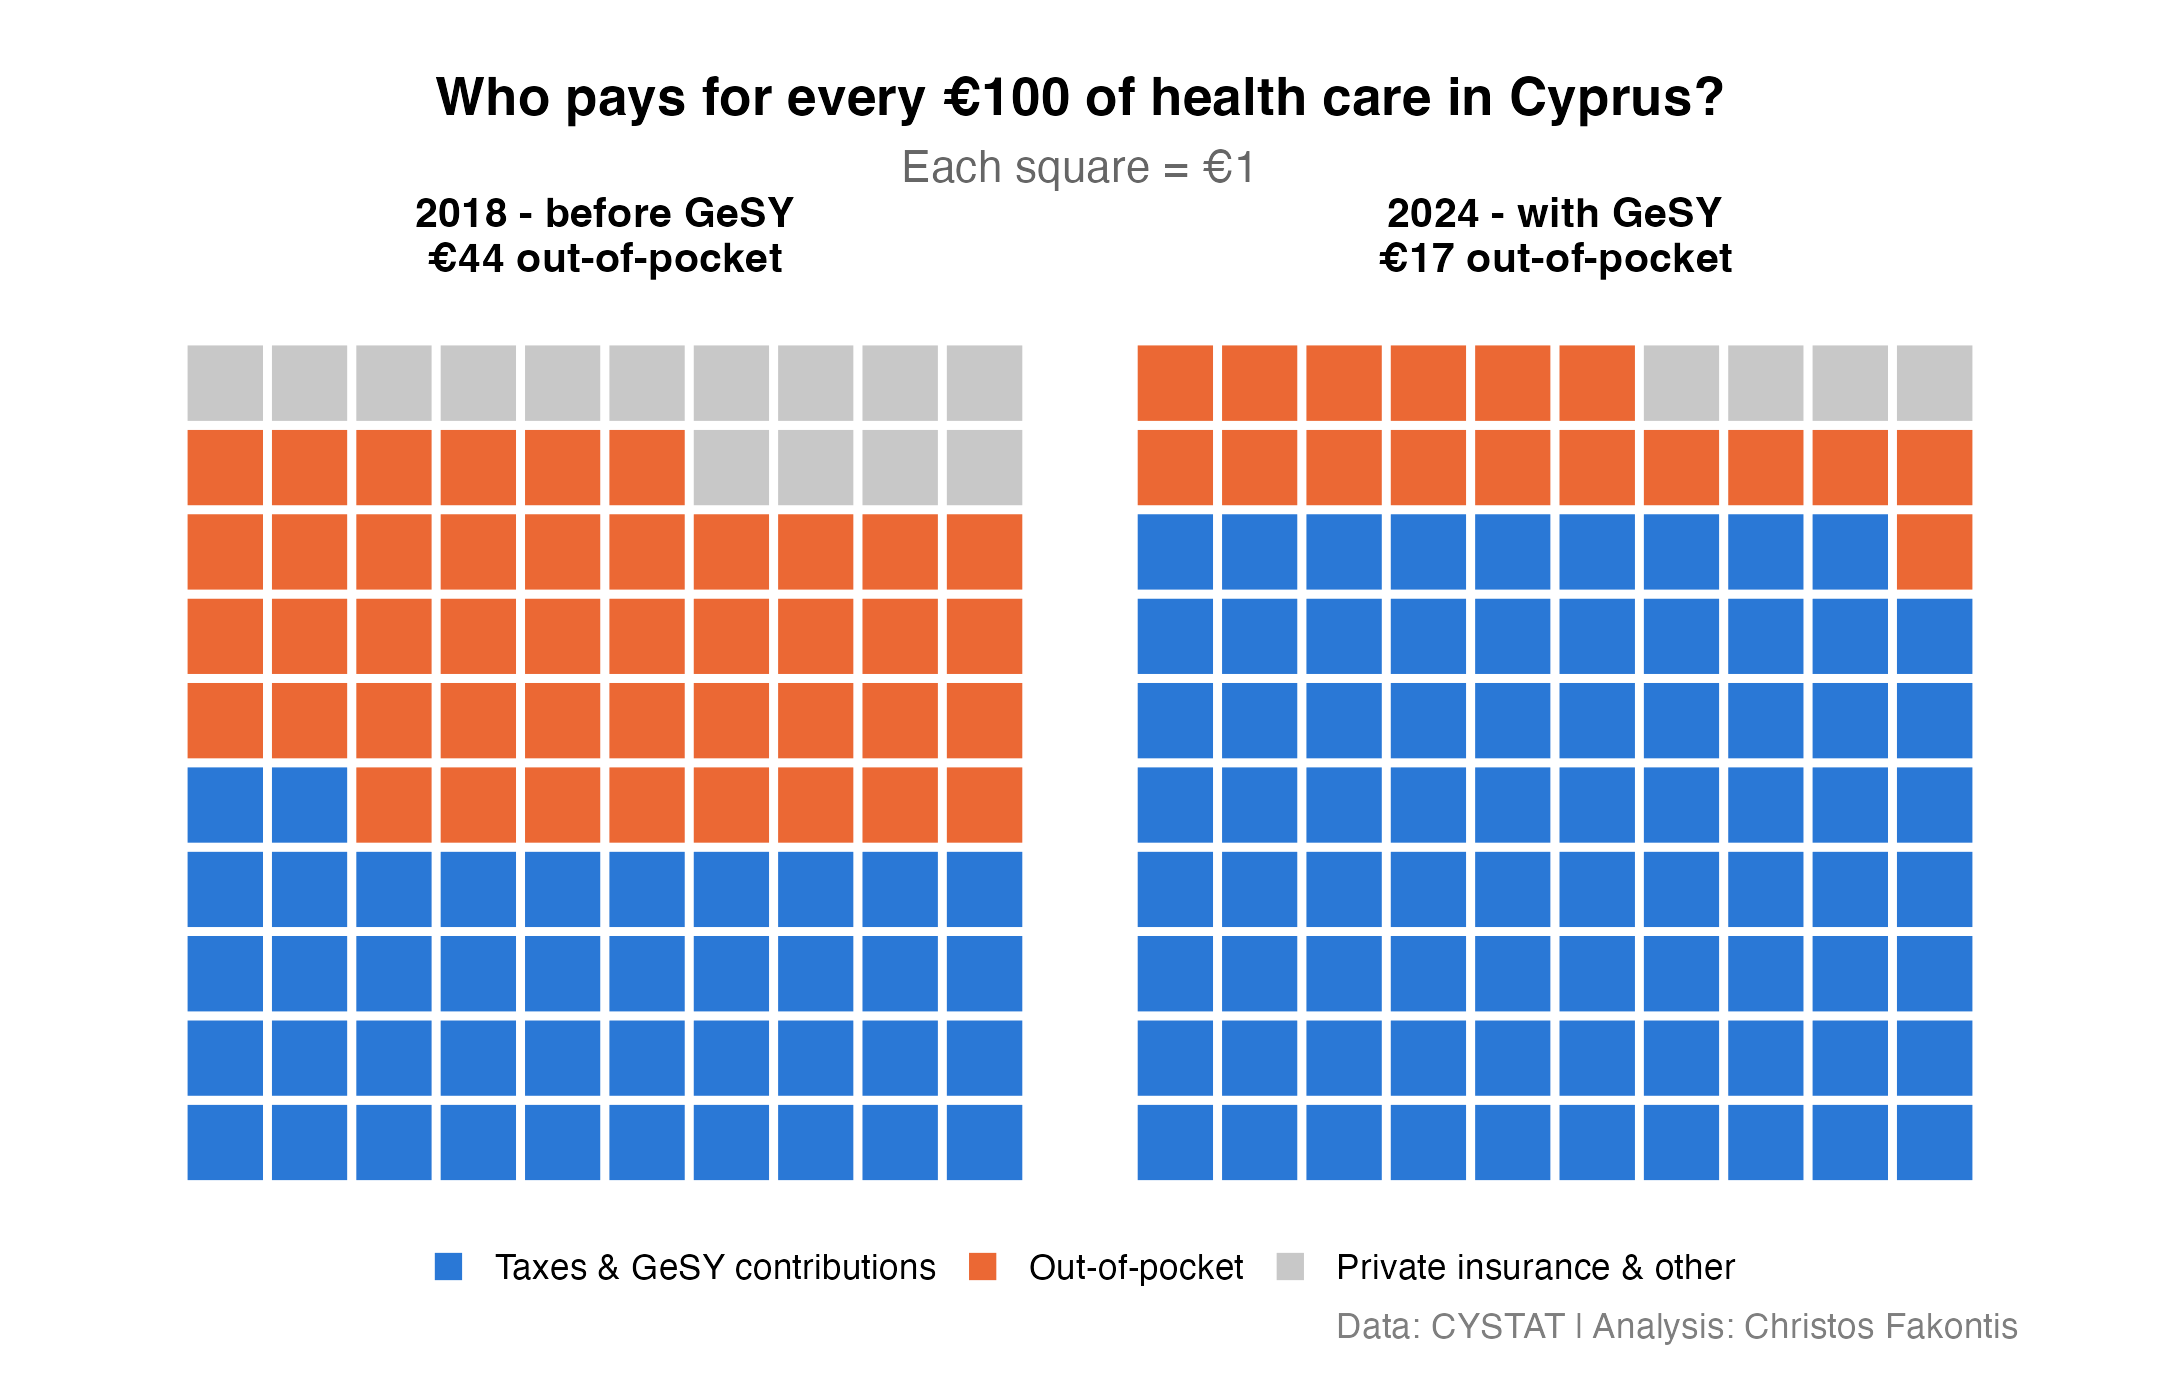 Who pays for every €100 of health care in Cyprus?
Each square = €1
2018 - before GeSY
€44 out-of-pocket
2024 - with GeSY
€17 out-of-pocket
Taxes & GeSY contributions
Out-of-pocket
Private insurance & other
Data: CYSTAT | Analysis: Christos Fakontis